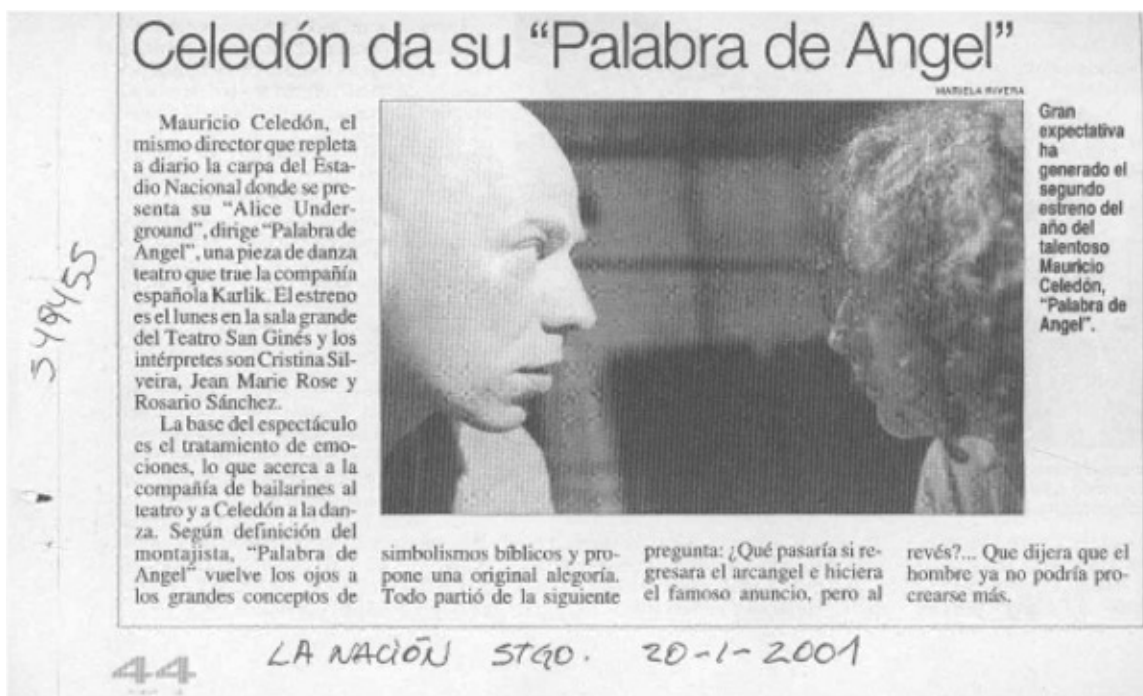 Celedón da su “Palabra de Angel”
MARIELA RIVERA
Mauricio Celedón, el
mismo director que repleta
a diario la carpa del Esta-
dio Nacional donde se pre-
senta su “Alice Under-
ground”, dirige “Palabra de
Angel”, una pieza de danza
teatro que trae la compañía
española Karlik. El estreno
es el lunes en la sala grande
del Teatro San Ginés y los
intérpretes son Cristina Sil-
veira, Jean Marie Rose y
Rosario Sánchez.
La base del espectáculo
es el tratamiento de emo-
ciones, lo que acerca a la
compañía de bailarines al
teatro y a Celedón a la dan-
za. Según definición del
montajista, “Palabra de
Angel” vuelve los ojos a
los grandes conceptos de
simbolismos bíblicos y pro-
pone una original alegoría.
Todo partió de la siguiente
pregunta: ¿Qué pasaría si re-
gresara el arcangel e hiciera
el famoso anuncio, pero al
revés?... Que dijera que el
hombre ya no podría pro-
crearse más.
Gran
expectativa
ha
generado el
segundo
estreno del
año del
talentoso
Mauricio
Celedón,
“Palabra de
Angel”.
549455
44
LA NACIÓN STGO. 20-1-2001